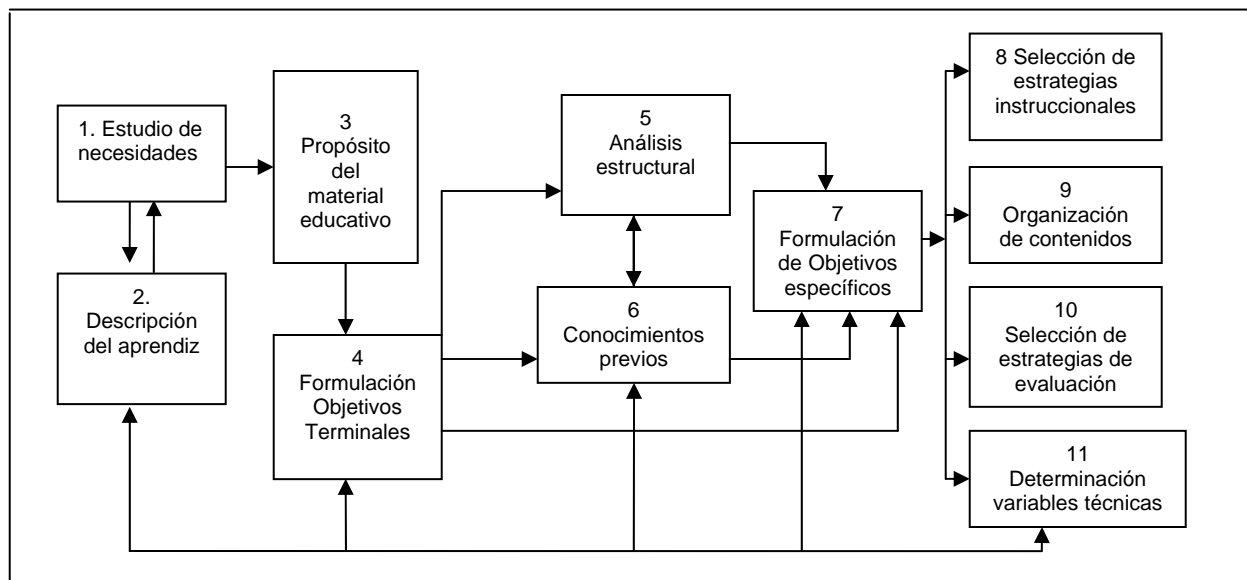 1. Estudio de
necesidades
2.
Descripción
del aprendiz
3
Propósito
del
material
educativo
4
Formulación
Objetivos
Terminales
5
Análisis
estructural
6
Conocimientos
previos
7
Formulación
de Objetivos
específicos
8 Selección de
estrategias
instruccionales
9
Organización
de contenidos
10
Selección de
estrategias de
evaluación
11
Determinación
variables técnicas